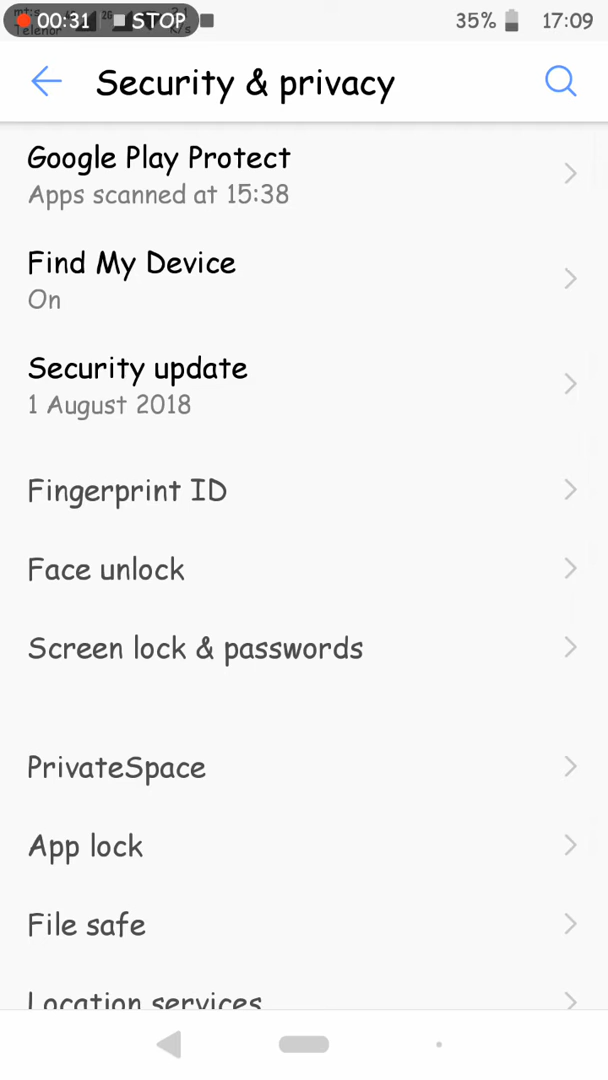 00:31 STOP 35% 17:09
Security & privacy
Google Play Protect
Apps scanned at 15:38
Find My Device
On
Security update
1 August 2018
Fingerprint ID
Face unlock
Screen lock & passwords
PrivateSpace
App lock
File safe
Location services